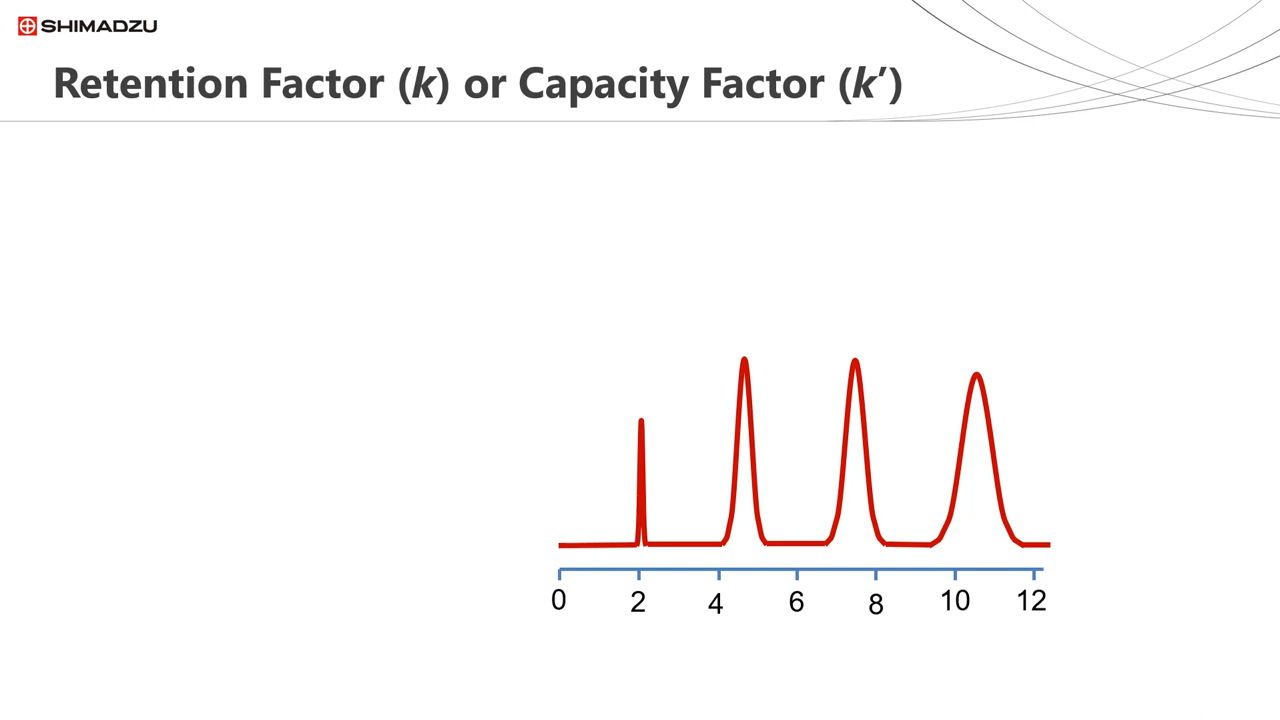 SHIMADZU
Retention Factor (k) or Capacity Factor (k′)
0 2 4 6 8 10 12